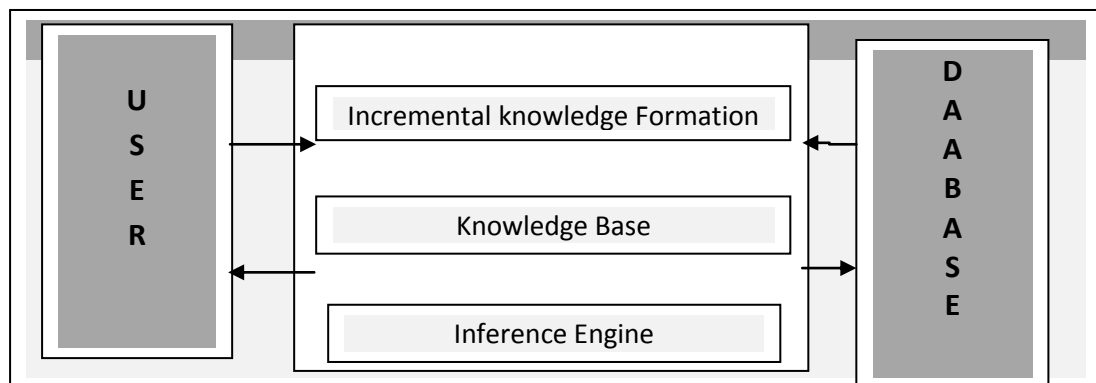 U
S
E
R
Incremental knowledge Formation
Knowledge Base
Inference Engine
D
A
A
B
A
S
E